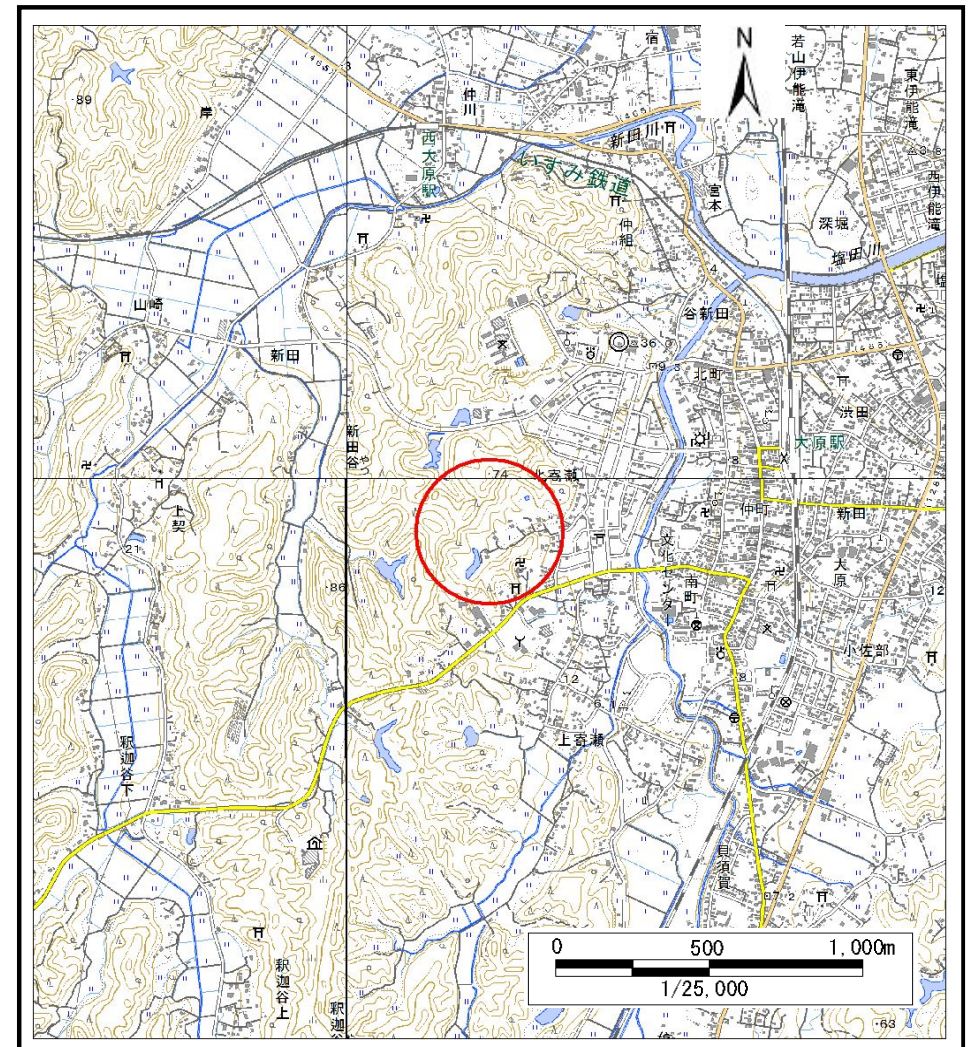 N
宿
若山伊能滝
東伊能滝
仲川
・89
岸
新田川
西大原駅
いすみ鉄道
西伊能滝
宮本
深堀
仲組
塩田川
山崎
谷新田
新田
36
北町
渋田
新田谷
大原駅
・74
北寄瀬
上契
仲町
新田
21
文化センター
大原
・86
南町
12
小佐部
12
上寄瀬
釈迦谷下
貝須賀
釈迦谷上
釈迦
・63
0 500 1,000m
1/25,000